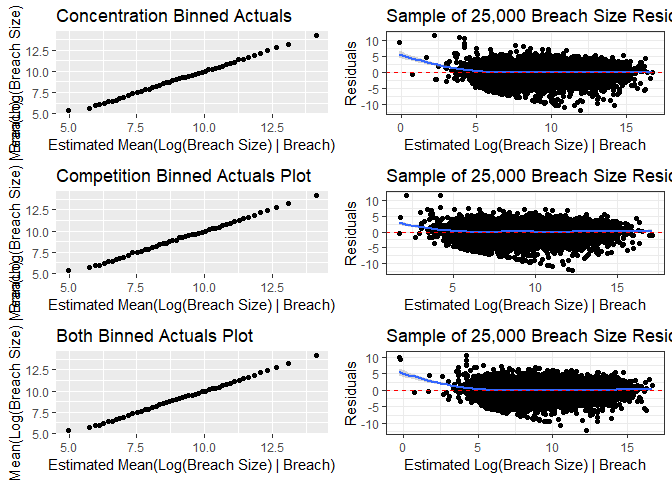 Concentration Binned Actuals
Sample of 25,000 Breach Size Resid
12.5
10.0
7.5
5.0
5.0 7.5 10.0 12.5
Estimated Mean(Log(Breach Size) | Breach)
Residuals
10
5
0
-5
-10
0 5 10 15
Estimated Log(Breach Size) | Breach
Competition Binned Actuals Plot
Sample of 25,000 Breach Size Resid
12.5
10.0
7.5
5.0
5.0 7.5 10.0 12.5
Estimated Mean(Log(Breach Size) | Breach)
Residuals
10
5
0
-5
-10
5 10 15
Estimated Log(Breach Size) | Breach
Both Binned Actuals Plot
Sample of 25,000 Breach Size Resid
Mean(Log(Breach Size) |
12.5
10.0
7.5
5.0
5.0 7.5 10.0 12.5
Estimated Mean(Log(Breach Size) | Breach)
Residuals
10
5
0
-5
-10
0 5 10 15
Estimated Log(Breach Size) | Breach